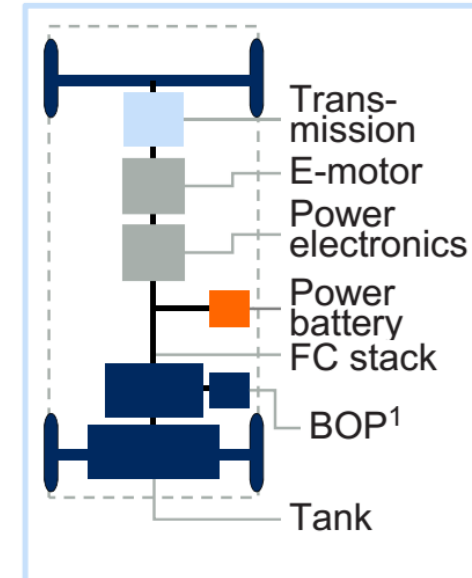 Trans-
mission
E-motor
Power
electronics
Power
battery
FC stack
BOP¹
Tank